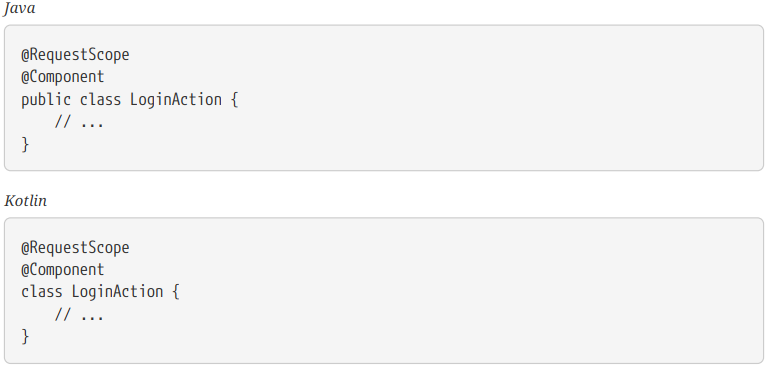 Java
@RequestScope
@Component
public class LoginAction {
    // ...
}
Kotlin
@RequestScope
@Component
class LoginAction {
    // ...
}